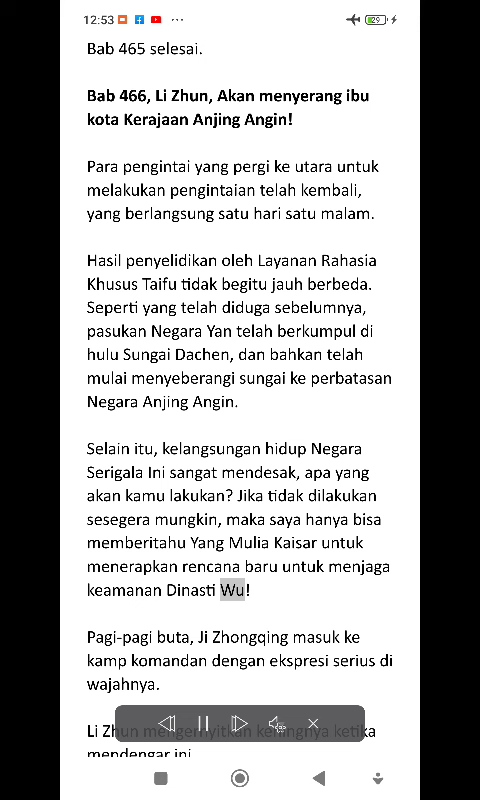 12:53
29
Bab 465 selesai.
Bab 466, Li Zhun, Akan menyerang ibu
kota Kerajaan Anjing Angin!
Para pengintai yang pergi ke utara untuk
melakukan pengintaian telah kembali,
yang berlangsung satu hari satu malam.
Hasil penyelidikan oleh Layanan Rahasia
Khusus Taifu tidak begitu jauh berbeda.
Seperti yang telah diduga sebelumnya,
pasukan Negara Yan telah berkumpul di
hulu Sungai Dachen, dan bahkan telah
mulai menyeberangi sungai ke perbatasan
Negara Anjing Angin.
Selain itu, kelangsungan hidup Negara
Serigala Ini sangat mendesak, apa yang
akan kamu lakukan? Jika tidak dilakukan
sesegera mungkin, maka saya hanya bisa
memberitahu Yang Mulia Kaisar untuk
menerapkan rencana baru untuk menjaga
keamanan Dinasti Wu!
Pagi-pagi buta, Ji Zhongqing masuk ke
kamp komandan dengan ekspresi serius di
wajahnya.
Li Zhun mengernyitkan keningnya ketika
mendengar ini